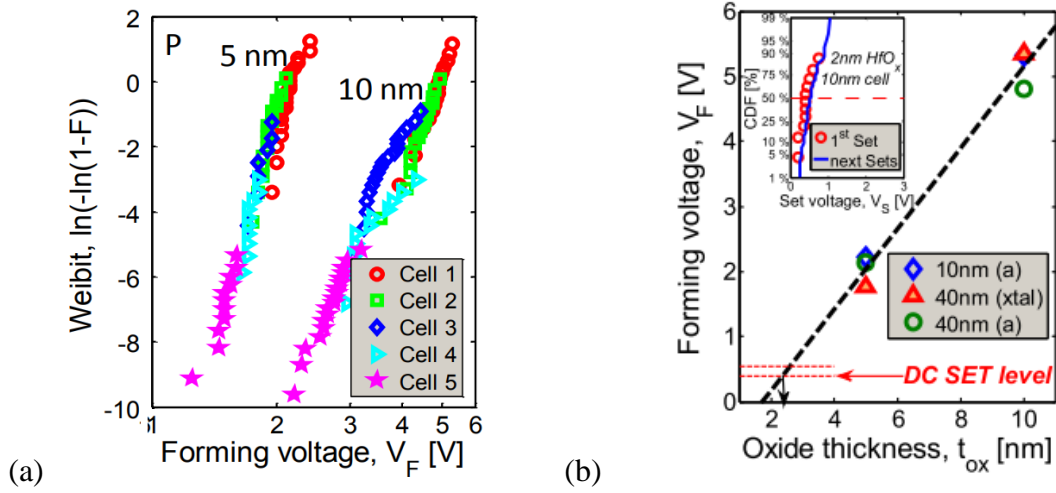 P
5 nm
10 nm
2
0
-2
-4
-6
-8
-10
Weibit, ln(-ln(1-F))
Cell 1
Cell 2
Cell 3
Cell 4
Cell 5
1 2 3 4 5 6
Forming voltage, V_F [V]
(a)
6
5
4
3
2
1
0
Forming voltage, V_F [V]
99 %
90 %
75 %
50 %
25 %
10 %
5 %
1 %
CDF [%]
2nm HfO_x
10nm cell
1st Set
next Sets
0 1 2 3
Set voltage, V_S [V]
10nm (a)
40nm (xtal)
40nm (a)
DC SET level
2 4 6 8 10
Oxide thickness, t_ox [nm]
(b)